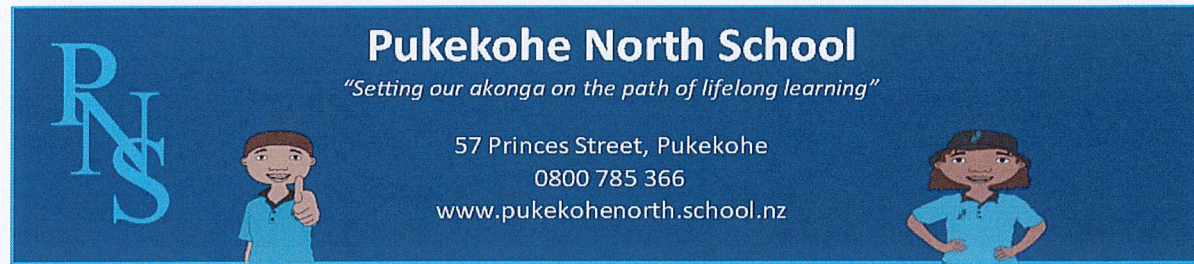 PNS
Pukekohe North School
"Setting our akonga on the path of lifelong learning"
57 Princes Street, Pukekohe
0800 785 366
www.pukekohenorth.school.nz